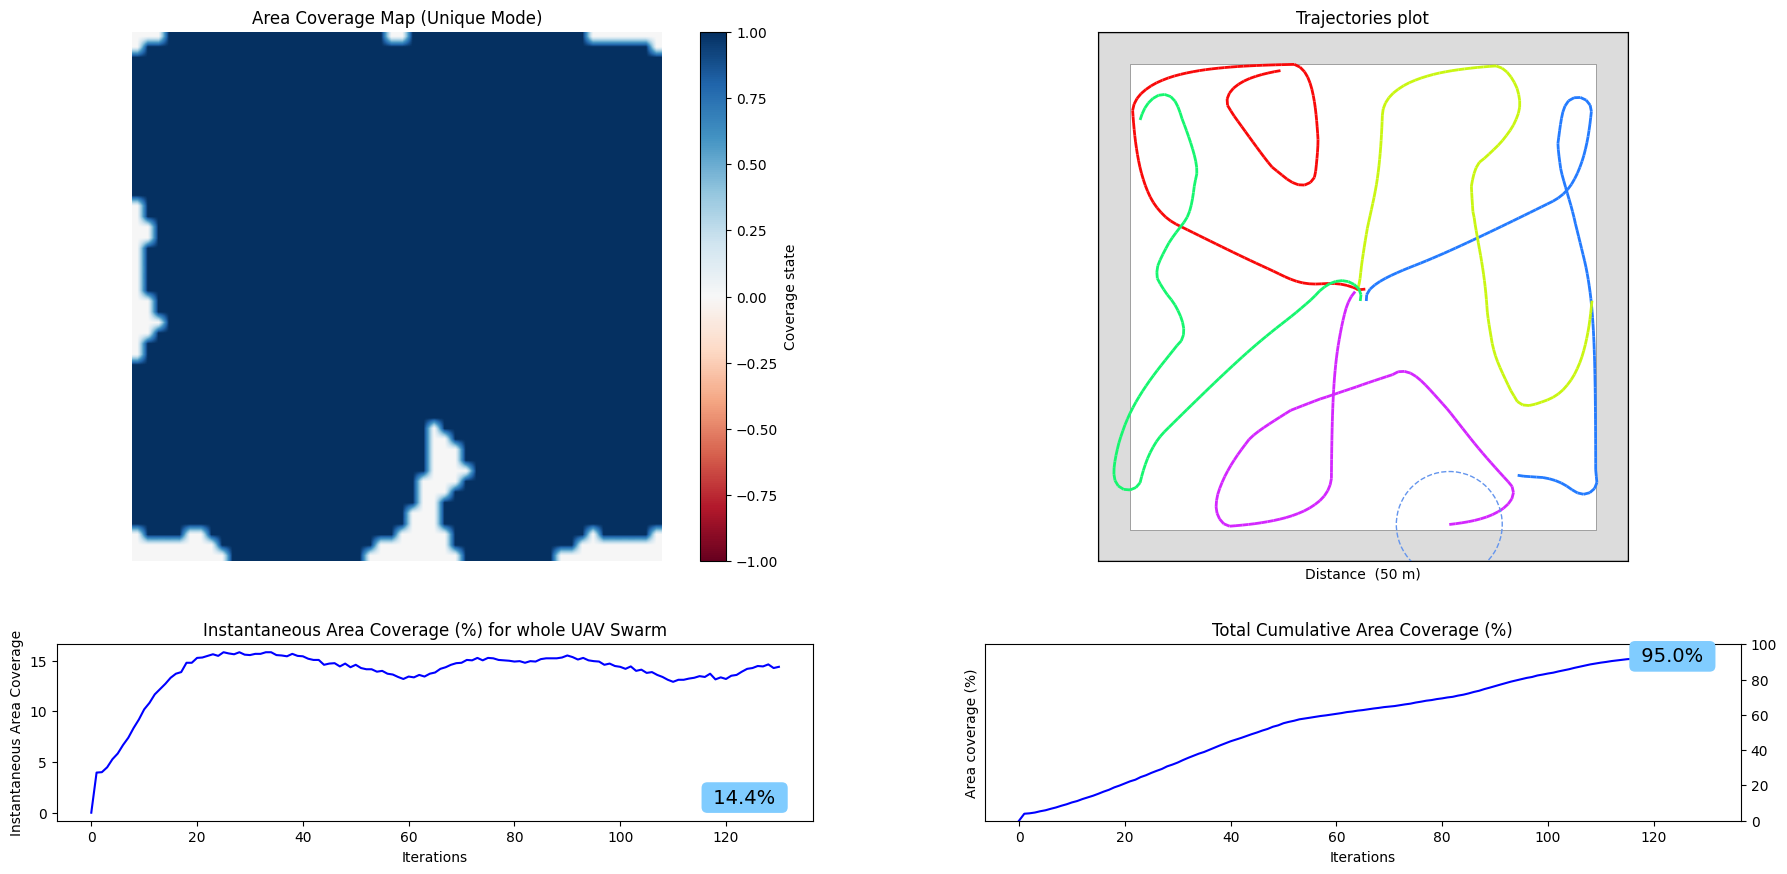 Area Coverage Map (Unique Mode)
1.00
0.75
0.50
0.25
0.00
−0.25
−0.50
−0.75
−1.00
Coverage state
Trajectories plot
Distance  (50 m)
Instantaneous Area Coverage (%) for whole UAV Swarm
Instantaneous Area Coverage
15
10
5
0
14.4%
0 20 40 60 80 100 120
Iterations
Total Cumulative Area Coverage (%)
Area coverage (%)
95.0%
100
80
60
40
20
0
0 20 40 60 80 100 120
Iterations